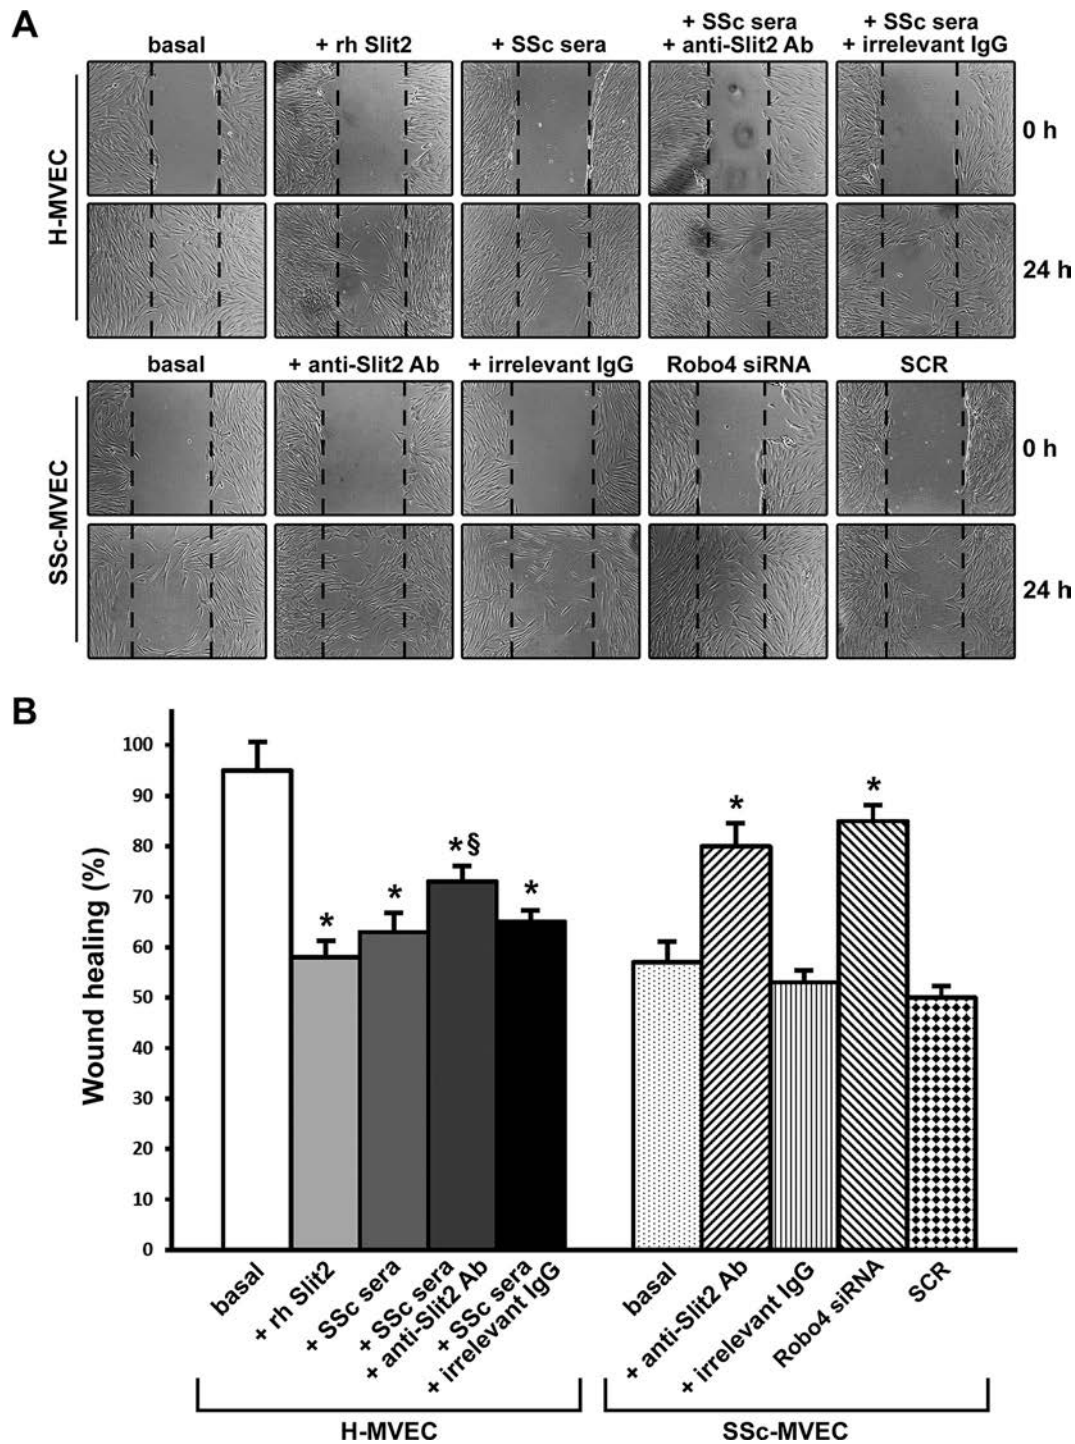 A
basal
+ rh Slit2
+ SSc sera
+ SSc sera
+ anti-Slit2 Ab
+ SSc sera
+ irrelevant IgG
H-MVEC
0 h
24 h
basal
+ anti-Slit2 Ab
+ irrelevant IgG
Robo4 siRNA
SCR
SSc-MVEC
0 h
24 h
B
Wound healing (%)
100
90
80
70
60
50
40
30
20
10
0
*
*
*§
*
*
*
basal
+ rh Slit2
+ SSc sera
+ SSc sera
+ anti-Slit2 Ab
+ SSc sera
+ irrelevant IgG
basal
+ anti-Slit2 Ab
+ irrelevant IgG
Robo4 siRNA
SCR
H-MVEC
SSc-MVEC